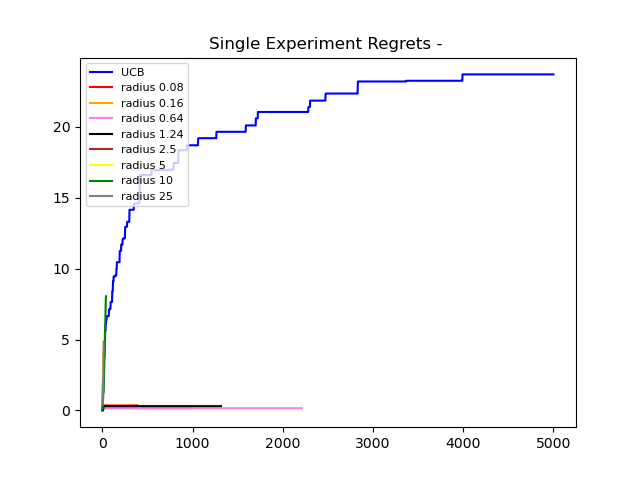 Single Experiment Regrets -
UCB
radius 0.08
radius 0.16
radius 0.64
radius 1.24
radius 2.5
radius 5
radius 10
radius 25
20
15
10
5
0
0 1000 2000 3000 4000 5000